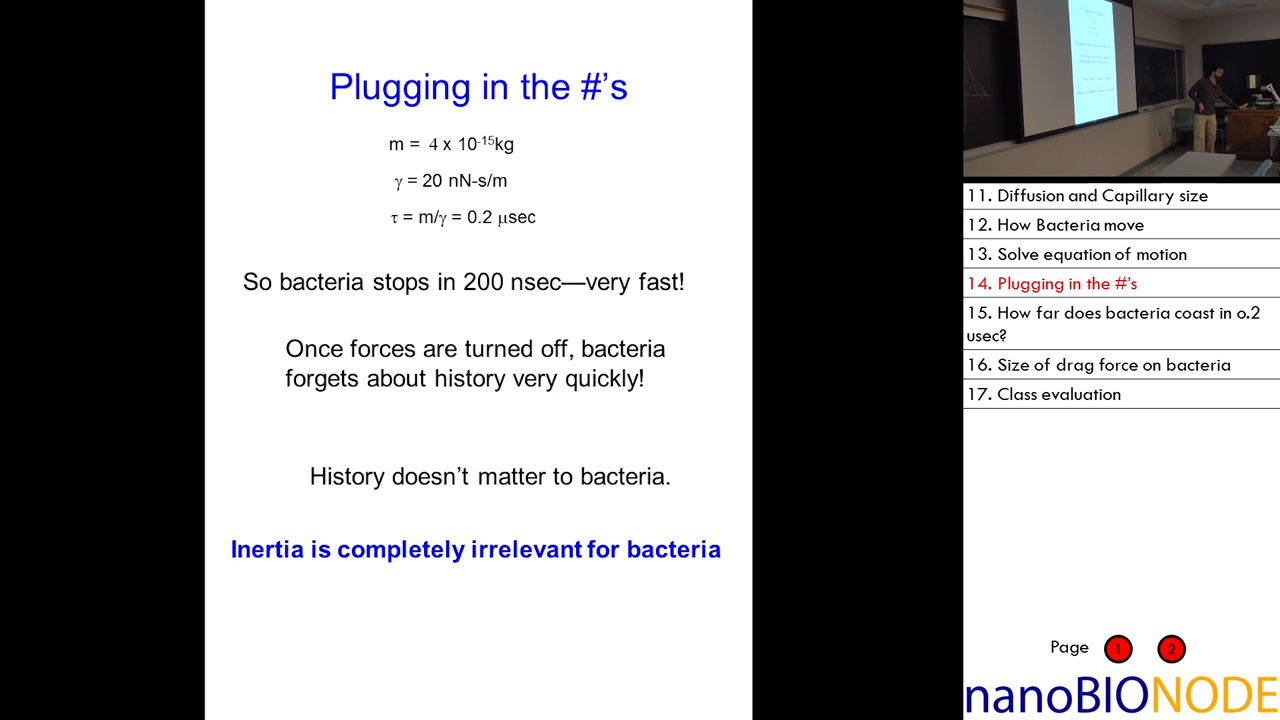 Plugging in the #’s
m = 4 x 10-15kg
γ = 20 nN-s/m
τ = m/γ = 0.2 μsec
So bacteria stops in 200 nsec—very fast!
Once forces are turned off, bacteria
forgets about history very quickly!
History doesn’t matter to bacteria.
Inertia is completely irrelevant for bacteria
11. Diffusion and Capillary size
12. How Bacteria move
13. Solve equation of motion
14. Plugging in the #’s
15. How far does bacteria coast in o.2
usec?
16. Size of drag force on bacteria
17. Class evaluation
Page 1 2
nanoBIONODE